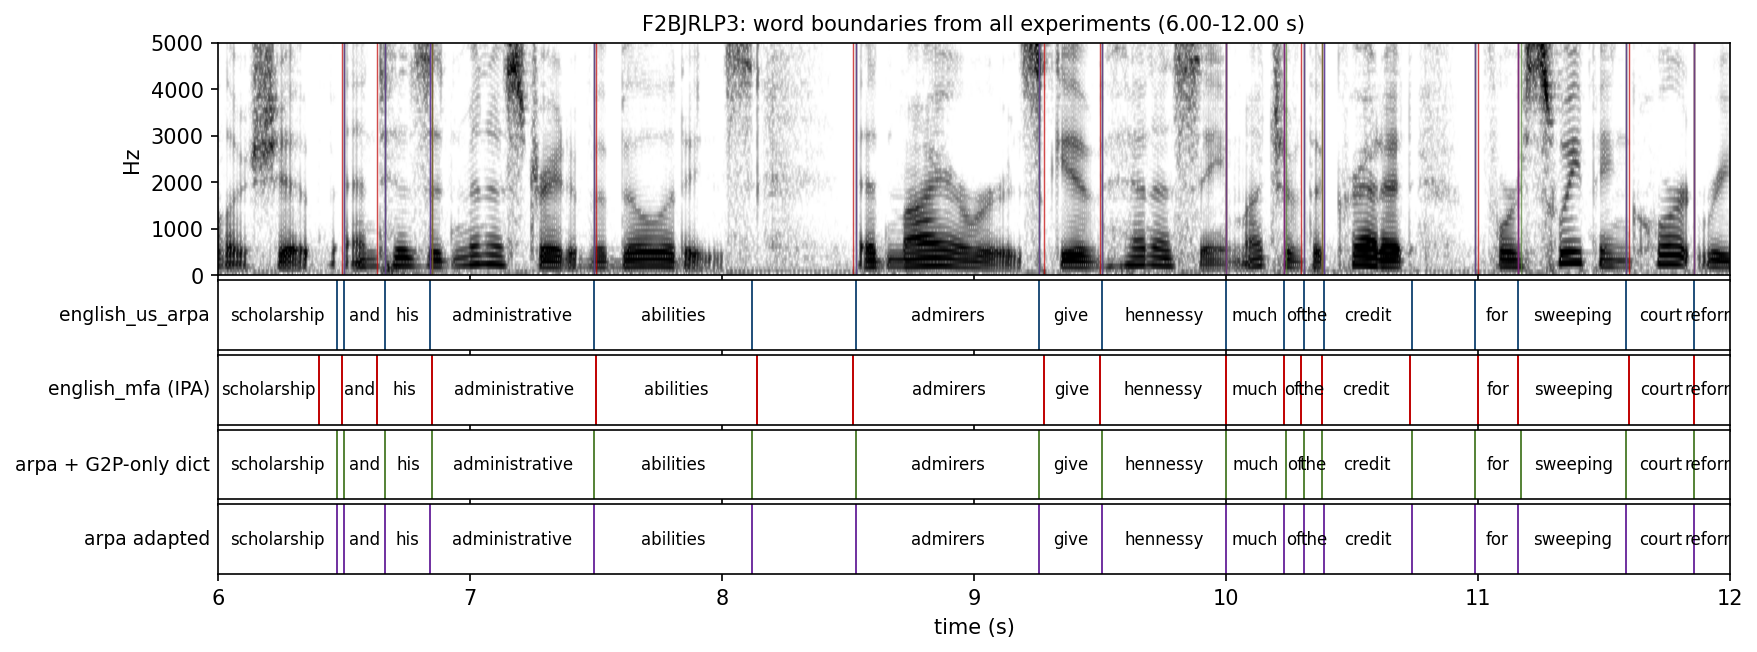 F2BJRLP3: word boundaries from all experiments (6.00-12.00 s)
5000
4000
3000
2000
1000
0
Hz
english_us_arpa scholarship and his administrative abilities admirers give hennessy much of the credit for sweeping court reforr
english_mfa (IPA) scholarship and his administrative abilities admirers give hennessy much of the credit for sweeping court reforr
arpa + G2P-only dict scholarship and his administrative abilities admirers give hennessy much of the credit for sweeping court reforr
arpa adapted scholarship and his administrative abilities admirers give hennessy much of the credit for sweeping court reforr
6 7 8 9 10 11 12
time (s)